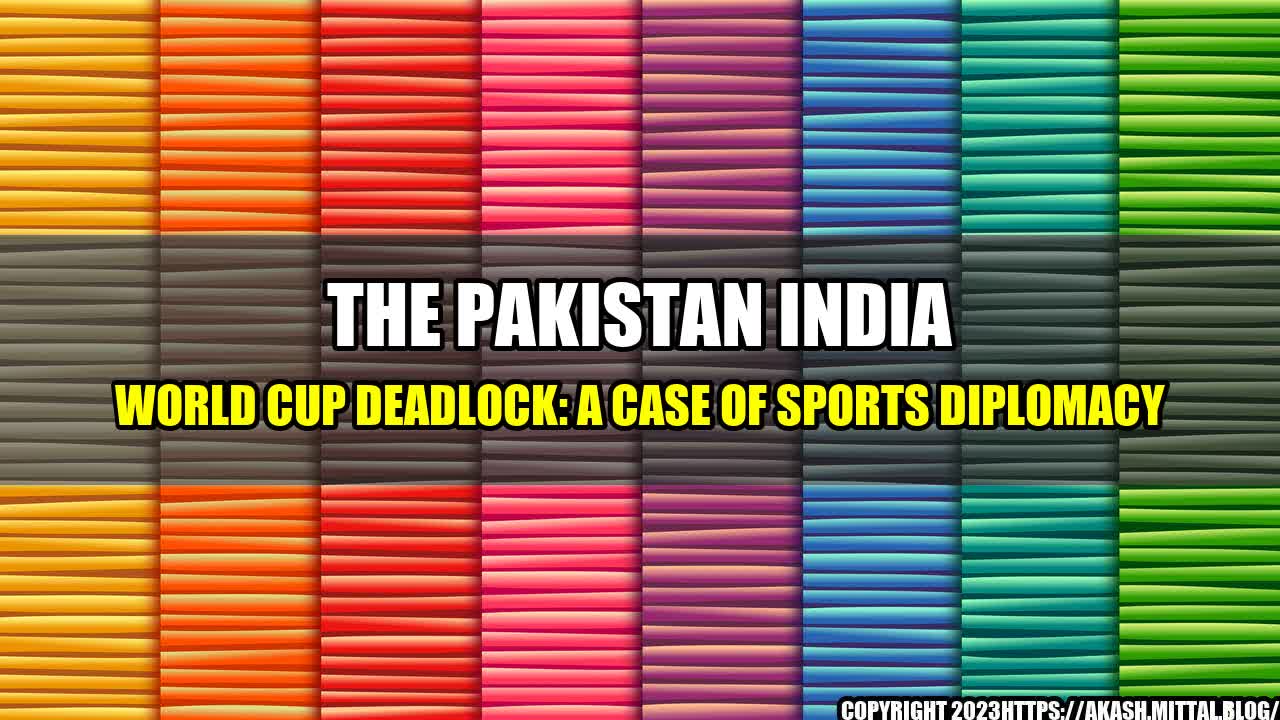 THE PAKISTAN INDIA
WORLD CUP DEADLOCK: A CASE OF SPORTS DIPLOMACY
COPYRIGHT 2023HTTPS://AKASH.MITTAL.BLOG/